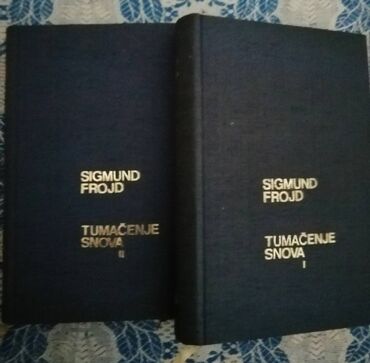 SIGMUND
FROJD
TUMAČENJE
SNOVA
II
SIGMUND
FROJD
TUMAČENJE
SNOVA
I